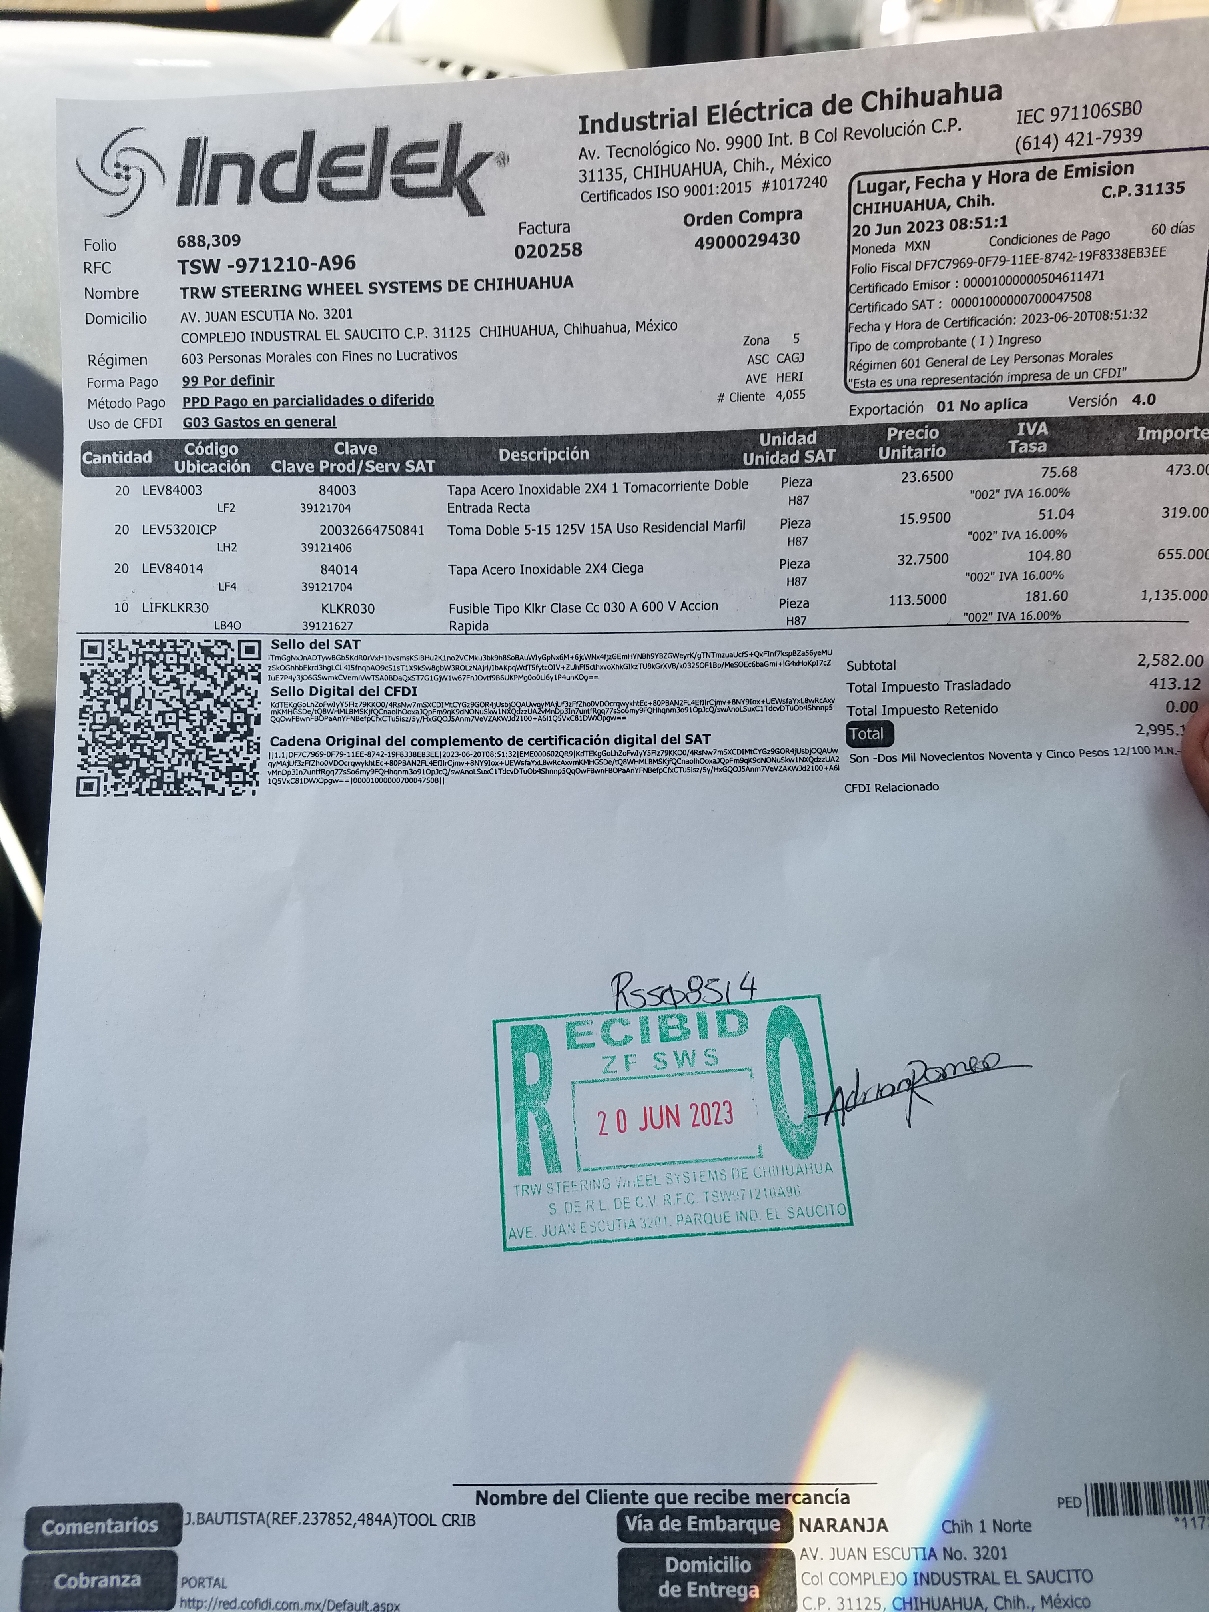 Indelek
Industrial Eléctrica de Chihuahua
Av. Tecnológico No. 9900 Int. B Col Revolución C.P.
31135, CHIHUAHUA, Chih., México
Certificados ISO 9001:2015 #1017240
IEC 971106SB0
(614) 421-7939
Lugar, Fecha y Hora de Emision
CHIHUAHUA, Chih. C.P.31135
20 Jun 2023 08:51:1
Moneda MXN Condiciones de Pago 60 días
Folio Fiscal DF7C7969-0F79-11EE-8742-19F8338EB3EE
Certificado Emisor : 00001000000504611471
Certificado SAT : 00001000000700047508
Fecha y Hora de Certificación: 2023-06-20T08:51:32
Tipo de comprobante ( I ) Ingreso
Régimen 601 General de Ley Personas Morales
"Esta es una representación impresa de un CFDI"
Folio 688,309
Factura
020258
Orden Compra
4900029430
RFC TSW -971210-A96
Nombre TRW STEERING WHEEL SYSTEMS DE CHIHUAHUA
Domicilio AV. JUAN ESCUTIA No. 3201
COMPLEJO INDUSTRIAL EL SAUCITO C.P. 31125 CHIHUAHUA, Chihuahua, México
Régimen 603 Personas Morales con Fines no Lucrativos
Forma Pago 99 Por definir
Método Pago PPD Pago en parcialidades o diferido
Uso de CFDI G03 Gastos en general
Zona 5
ASC CAGJ
AVE HERI
# Cliente 4,055
Exportación 01 No aplica Versión 4.0
Cantidad Código Ubicación Clave Clave Prod/Serv SAT Descripción Unidad Unidad SAT Precio Unitario IVA Tasa Importe
20 LEV84003 84003 Tapa Acero Inoxidable 2X4 1 Tomacorriente Doble Pieza 23.6500 75.68 473.00
LF2 39121704 Entrada Recta H87 "002" IVA 16.00%
20 LEV5320ICP 20032664750841 Toma Doble 5-15 125V 15A Uso Residencial Marfil Pieza 15.9500 51.04 319.00
LH2 39121406 H87 "002" IVA 16.00%
20 LEV84014 84014 Tapa Acero Inoxidable 2X4 Ciega Pieza 32.7500 104.80 655.000
LF4 39121704 H87 "002" IVA 16.00%
10 LIFKLKR30 KLKR030 Fusible Tipo Klkr Clase Cc 030 A 600 V Accion Pieza 113.5000 181.60 1,135.000
LB4O 39121627 Rapida H87 "002" IVA 16.00%
Sello del SAT
Sello Digital del CFDI
Cadena Original del complemento de certificación digital del SAT
Subtotal 2,582.00
Total Impuesto Trasladado 413.12
Total Impuesto Retenido 0.00
Total 2,995.1
Son -Dos Mil Novecientos Noventa y Cinco Pesos 12/100 M.N.-
CFDI Relacionado
RECIBIDO
ZF SWS
20 JUN 2023
TRW STEERING WHEEL SYSTEMS DE CHIHUAHUA
S. DE R.L. DE C.V. R.F.C. TSW971210A96
AVE. JUAN ESCUTIA 3201, PARQUE IND. EL SAUCITO
Adrian Romeo
Nombre del Cliente que recibe mercancía
PED
Comentarios J.BAUTISTA(REF.237852,484A)TOOL CRIB
Vía de Embarque NARANJA Chih 1 Norte
*117
Cobranza PORTAL
http://red.cofidi.com.mx/Default.aspx
Domicilio de Entrega
AV. JUAN ESCUTIA No. 3201
Col COMPLEJO INDUSTRIAL EL SAUCITO
C.P. 31125, CHIHUAHUA, Chih., México